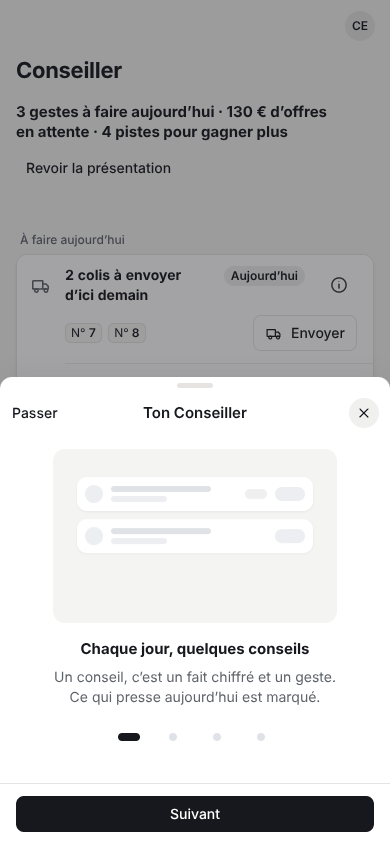 CE
Conseiller
3 gestes à faire aujourd’hui · 130 € d’offres
en attente · 4 pistes pour gagner plus
Revoir la présentation
À faire aujourd’hui
2 colis à envoyer
d’ici demain
Aujourd’hui
N° 7
N° 8
Envoyer
Passer
Ton Conseiller
Chaque jour, quelques conseils
Un conseil, c’est un fait chiffré et un geste.
Ce qui presse aujourd’hui est marqué.
Suivant